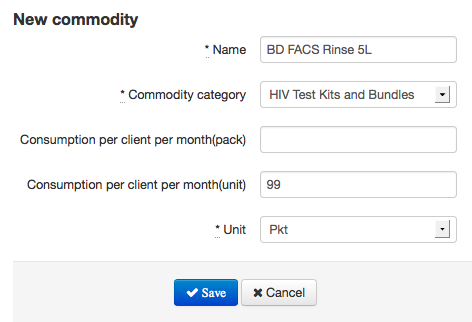 New commodity
* Name BD FACS Rinse 5L
* Commodity category HIV Test Kits and Bundles
Consumption per client per month(pack)
Consumption per client per month(unit) 99
* Unit Pkt
Save Cancel